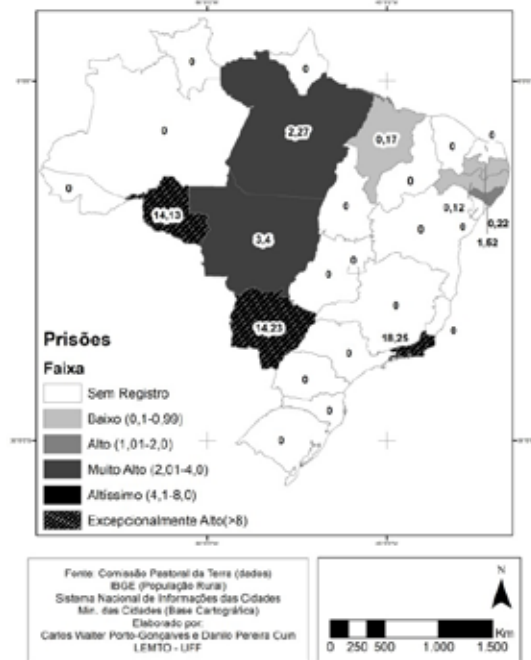 0
0
0
2,27
0,17
0
0
0
14,13
0
0
0,12
0
0,22
1,52
3,4
0
0
0
14,23
0
18,25
0
0
0
0
0
Prisões
Faixa
Sem Registro
Baixo (0,1-0,99)
Alto (1,01-2,0)
Muito Alto (2,01-4,0)
Altíssimo (4,1-8,0)
Excepcionalmente Alto(>8)
Fonte: Comissão Pastoral da Terra (dados)
IBGE (População Rural)
Sistema Nacional de Informações das Cidades
Min. das Cidades (Base Cartográfica)
Elaborado por:
Carlos Walter Porto-Gonçalves e Danilo Pereira Cuin
LEMTO - UFF
N
Km
0 250 500 1.000 1.500